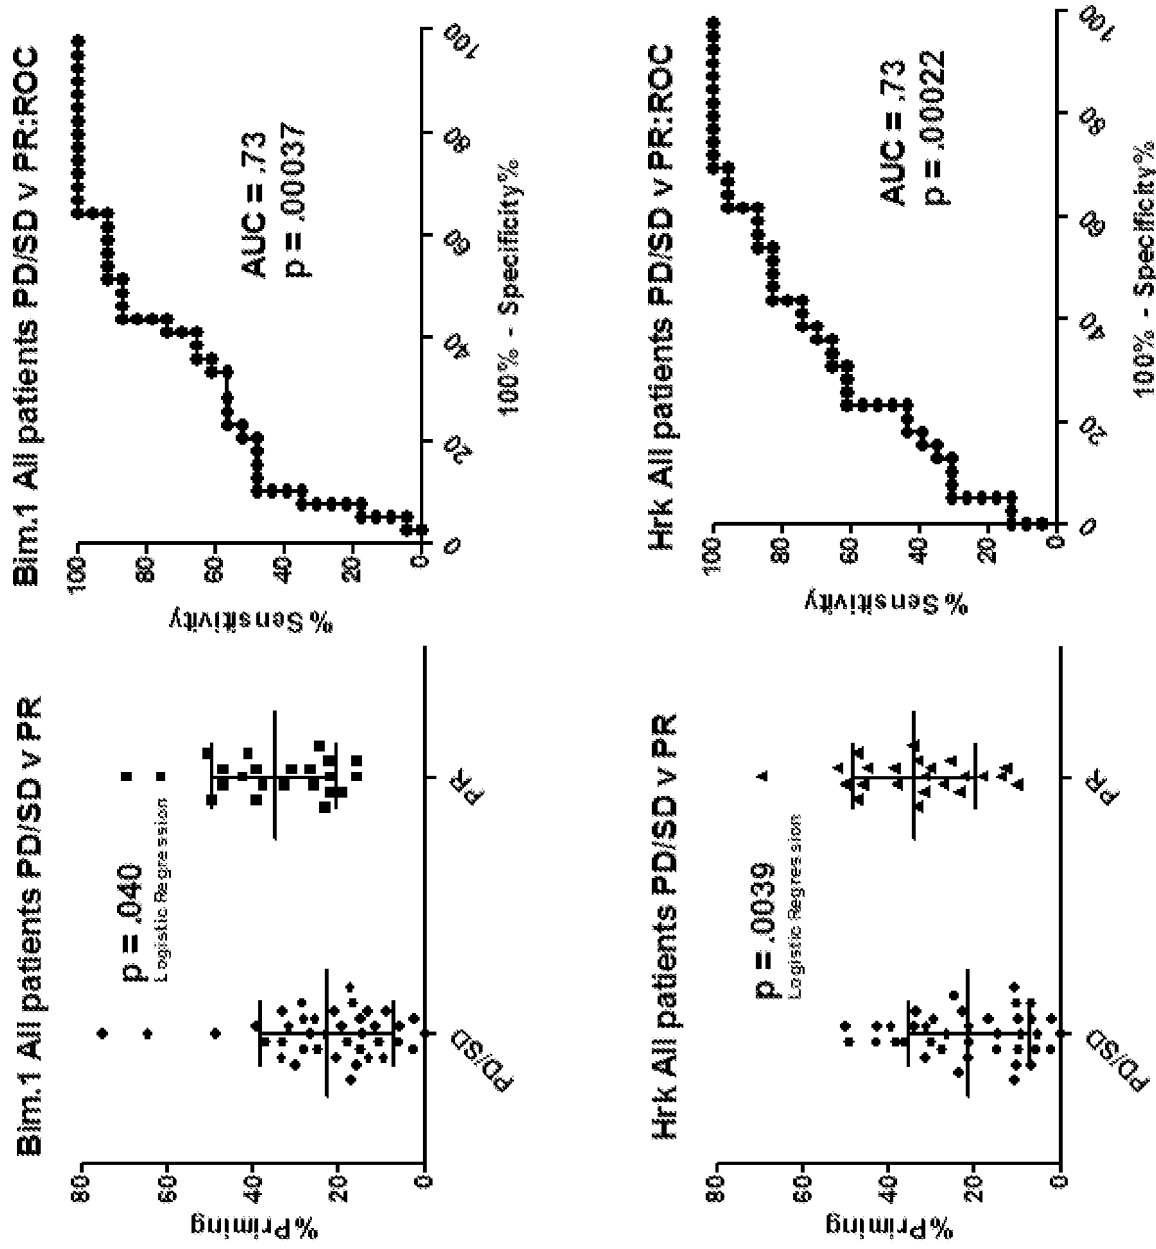 Bim.1 All patients PD/SD v PR
80
60
40
20
0
%Priming
p = .040
Logistic Regression
PD/SD
PR
Bim.1 All patients PD/SD v PR:ROC
100
80
60
40
20
0
% Sensitivity
AUC = .73
p = .00037
0
20
40
60
80
100
100% - Specificity%
Hrk All patients PD/SD v PR
80
60
40
20
0
%Priming
p = .0039
Logistic Regression
PD/SD
PR
Hrk All patients PD/SD v PR:ROC
100
80
60
40
20
0
% Sensitivity
AUC = .73
p = .00022
0
20
40
60
80
100
100% - Specificity%